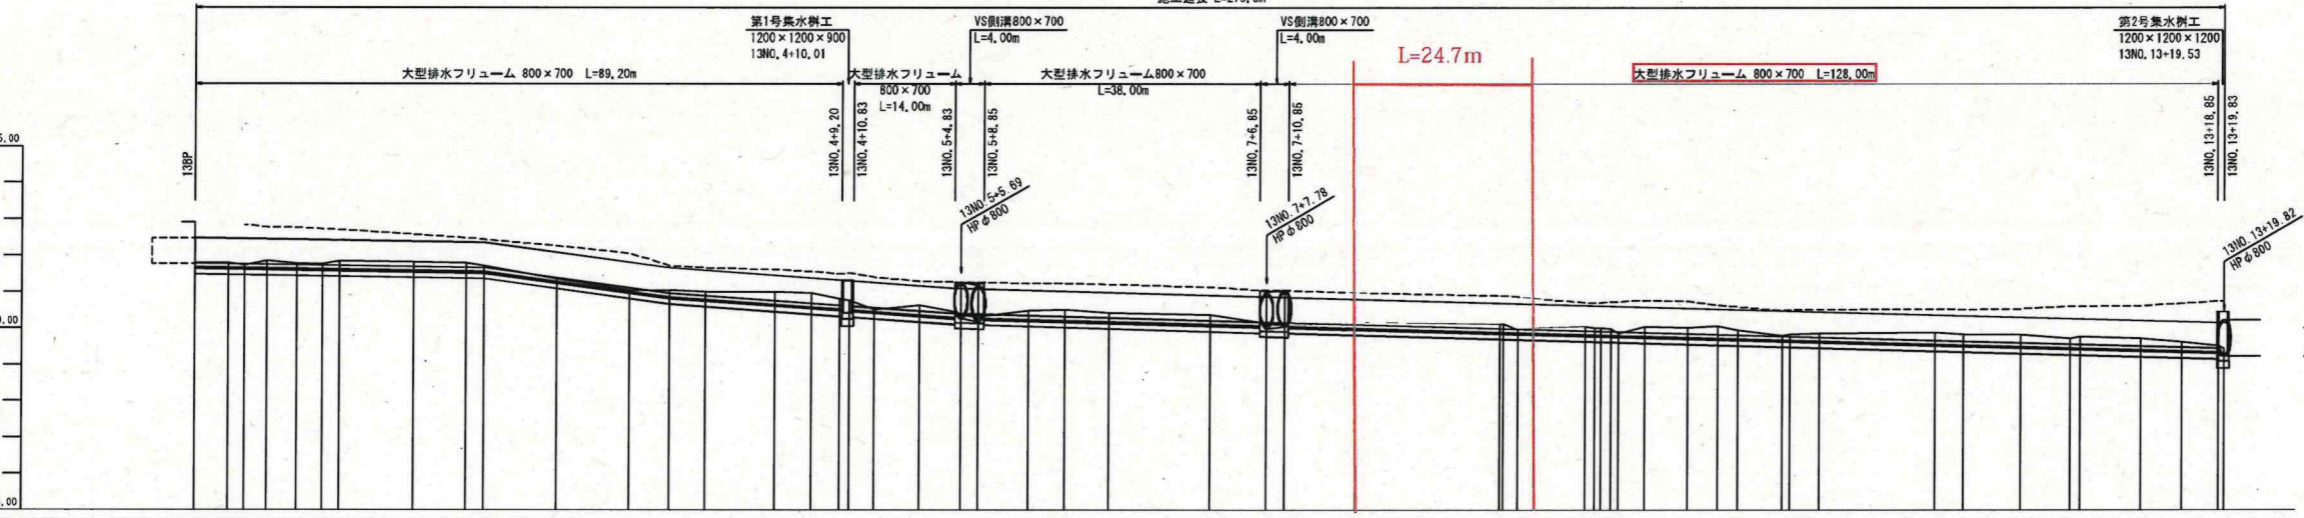 第1号集水桝工
1200×1200×900
13NO. 4+10. 01
VS側溝800×700
L=4. 00m
VS側溝800×700
L=4. 00m
第2号集水桝工
1200×1200×1200
13NO. 13+19. 53
L=24.7m
大型排水フリューム 800×700 L=89. 20m
大型排水フリューム
800×700
L=14. 00m
大型排水フリューム800×700
L=38. 00m
大型排水フリューム 800×700 L=128. 00m
13BP
13NO. 4+9. 20
13NO. 4+10. 83
13NO. 5+4. 83
13NO. 5+8. 85
13NO. 7+6. 85
13NO. 7+10. 85
13NO. 13+18. 85
13NO. 13+19. 83
13NO. 5+5. 69
HPφ800
13NO. 7+7. 78
HPφ800
13NO. 13+19. 82
HPφ800